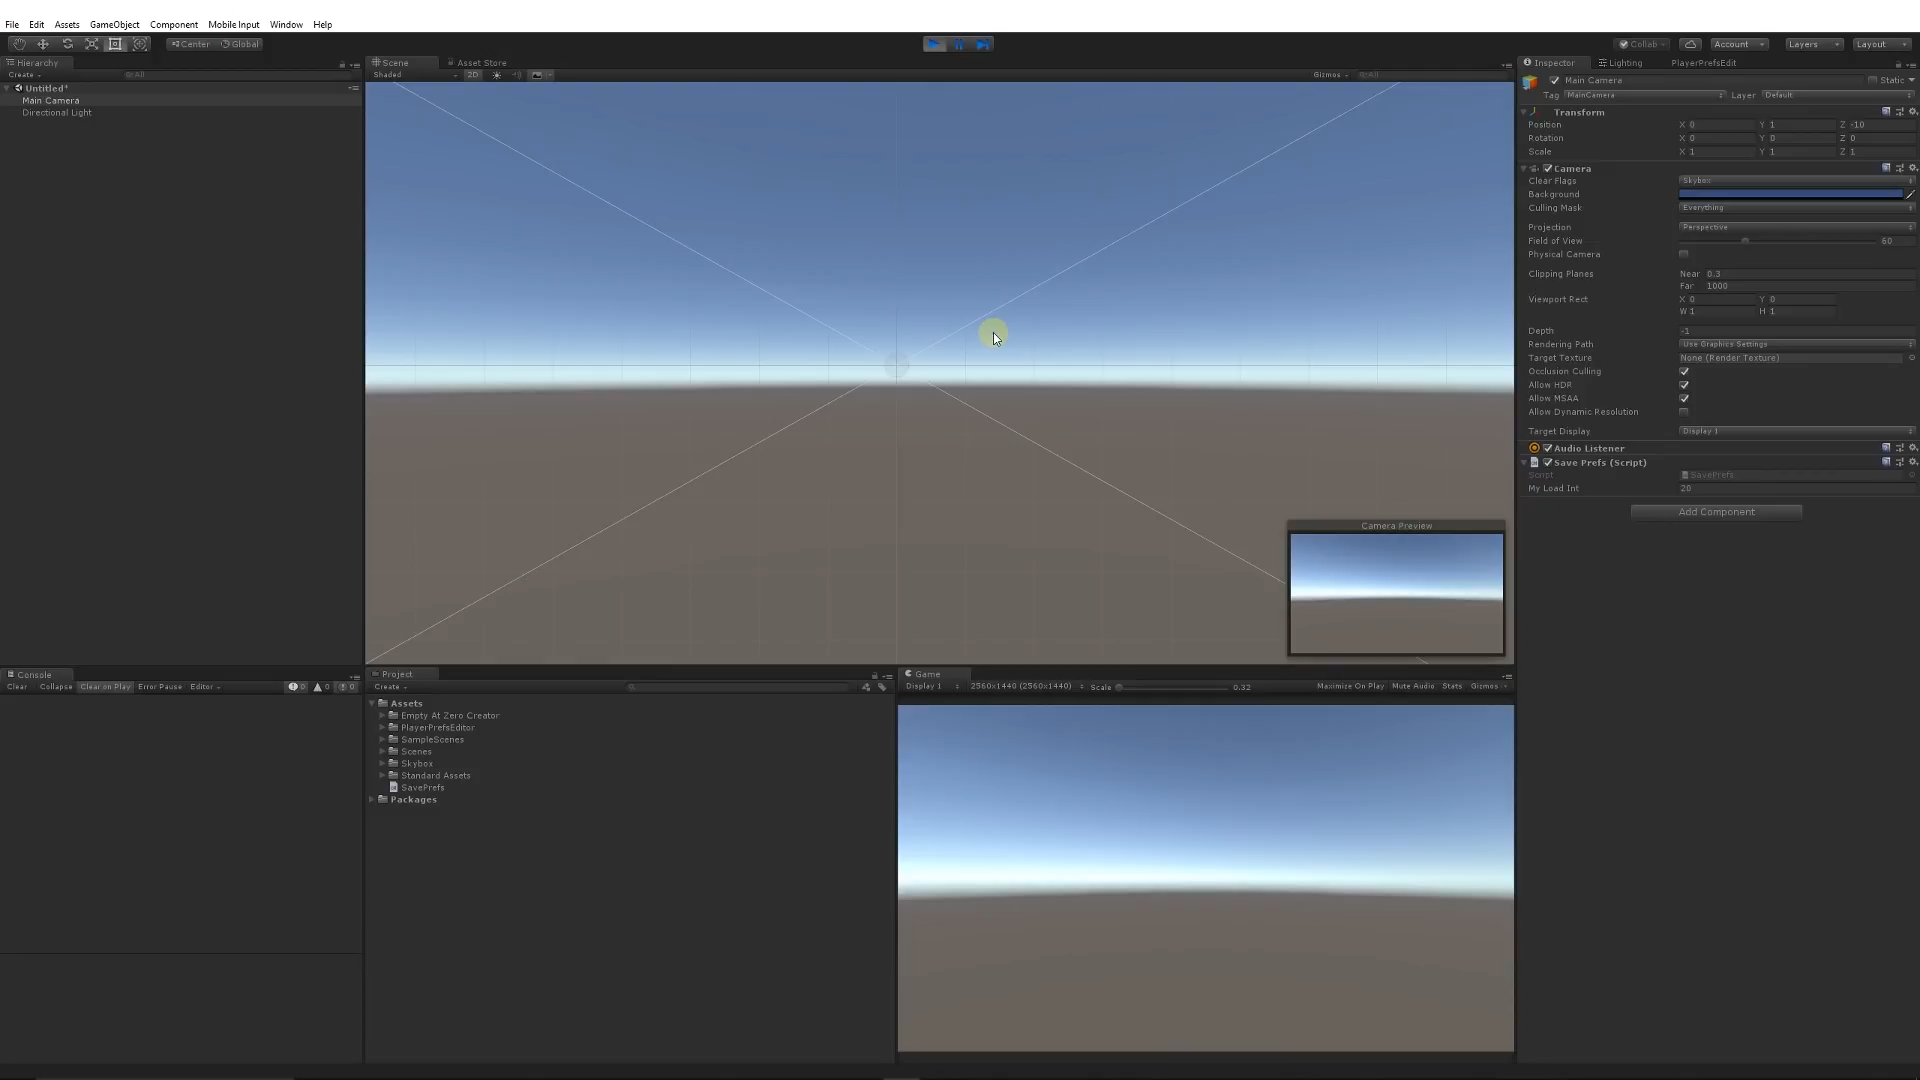 File Edit Assets GameObject Component Mobile Input Window Help
Center Global Collab Account Layers Layout
Hierarchy
Create All
Untitled*
Main Camera
Directional Light
Scene Asset Store
Shaded 2D Gizmos All
Camera Preview
Inspector Lighting PlayerPrefsEdit
Main Camera Static
Tag MainCamera Layer Default
Transform
Position X 0 Y 1 Z -10
Rotation X 0 Y 0 Z 0
Scale X 1 Y 1 Z 1
Camera
Clear Flags Skybox
Background
Culling Mask Everything
Projection Perspective
Field of View 60
Physical Camera
Clipping Planes Near 0.3
Far 1000
Viewport Rect X 0 Y 0
W 1 H 1
Depth -1
Rendering Path Use Graphics Settings
Target Texture None (Render Texture)
Occlusion Culling
Allow HDR
Allow MSAA
Allow Dynamic Resolution
Target Display Display 1
Audio Listener
Save Prefs (Script)
Script SavePrefs
My Load Int 20
Add Component
Console
Clear Collapse Clear on Play Error Pause Editor 0 0 0
Project
Create
Assets
Empty At Zero Creator
PlayerPrefsEditor
SampleScenes
Scenes
Skybox
Standard Assets
SavePrefs
Packages
Game
Display 1 2560x1440 (2560x1440) Scale 0.32 Maximize On Play Mute Audio Stats Gizmos